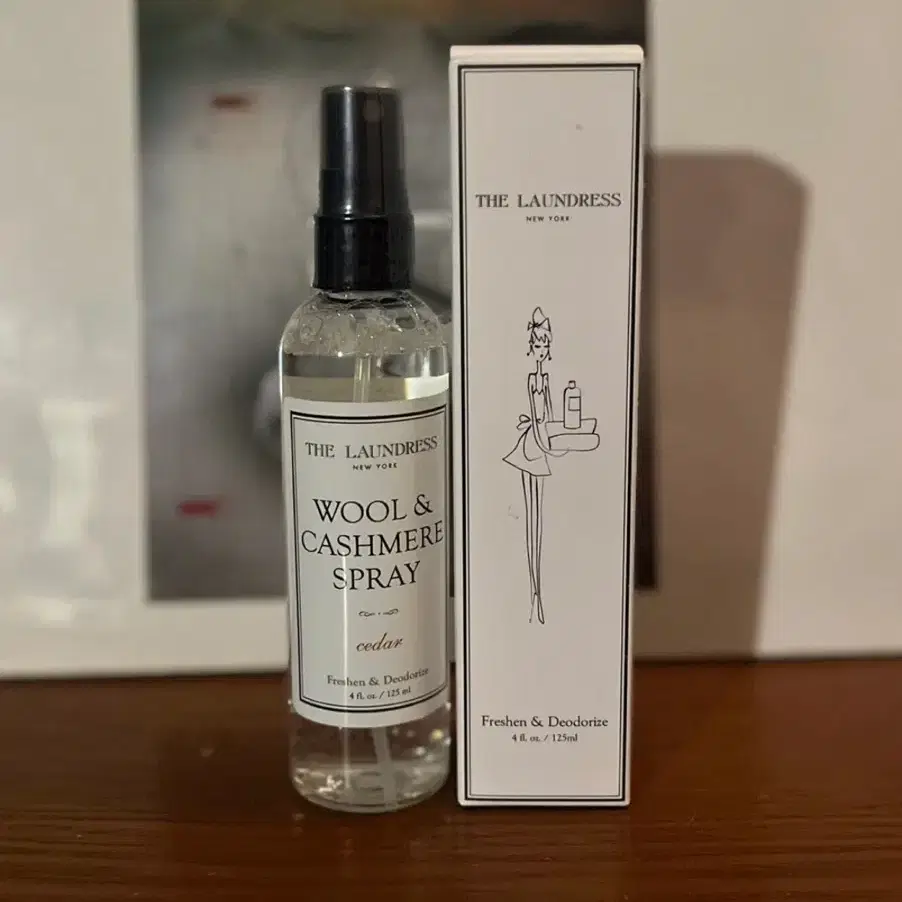 THE LAUNDRESS
NEW YORK
WOOL &
CASHMERE
SPRAY
cedar
Freshen & Deodorize
4 fl. oz. / 125 ml
THE LAUNDRESS
NEW YORK
Freshen & Deodorize
4 fl. oz. / 125ml